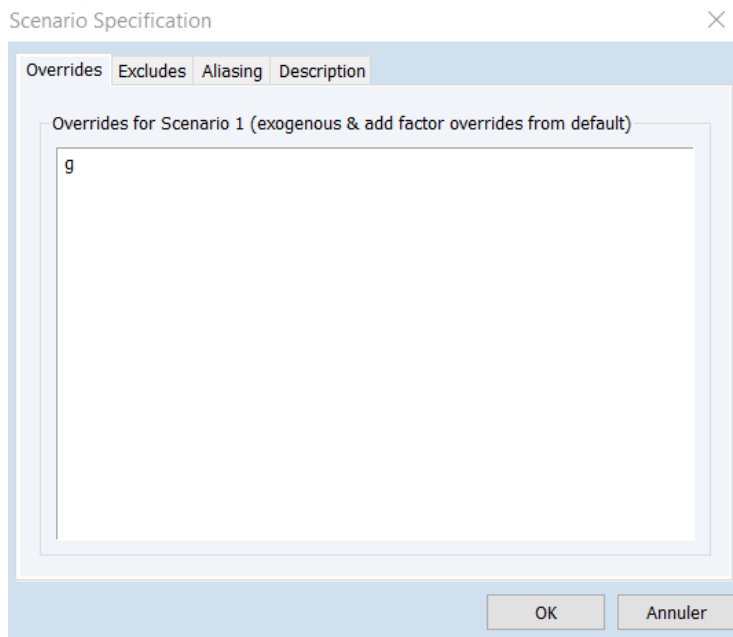 Scenario Specification
Overrides Excludes Aliasing Description
Overrides for Scenario 1 (exogenous & add factor overrides from default)
g
OK Annuler